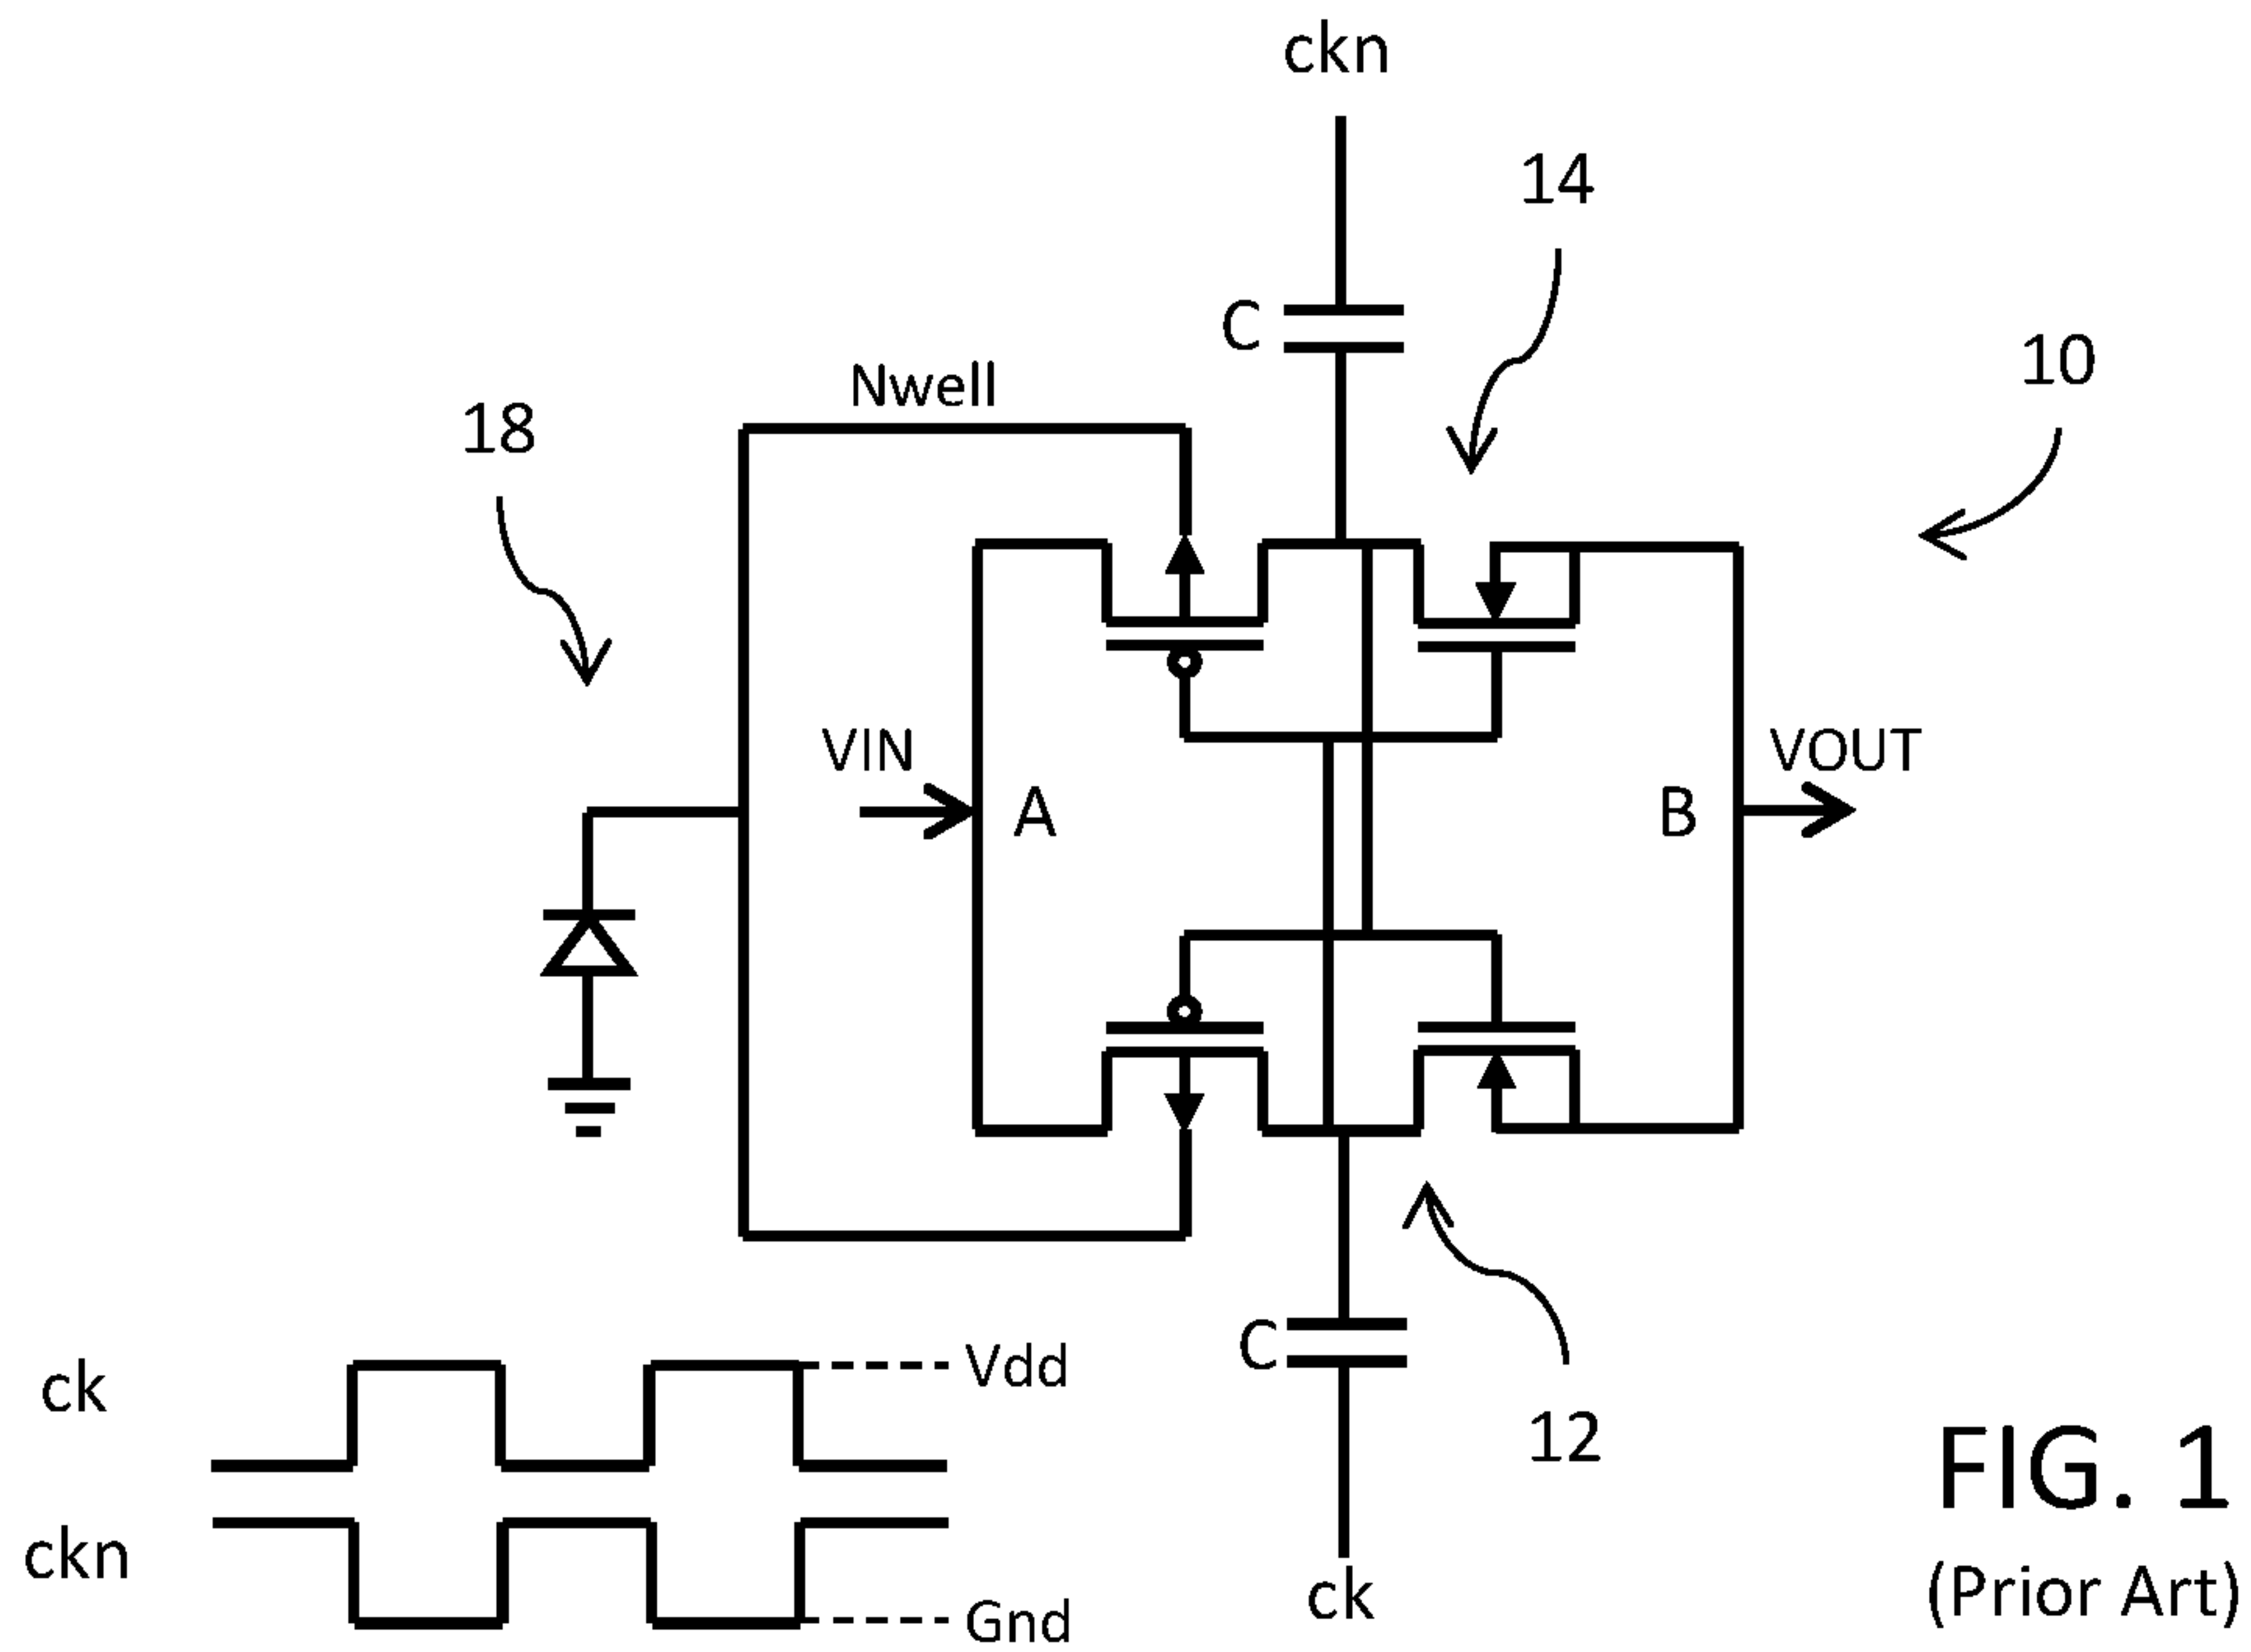 ckn
14
C
10
Nwell
18
VIN
A
B
VOUT
C
ck
Vdd
12
ckn
Gnd
ck
FIG. 1
(Prior Art)